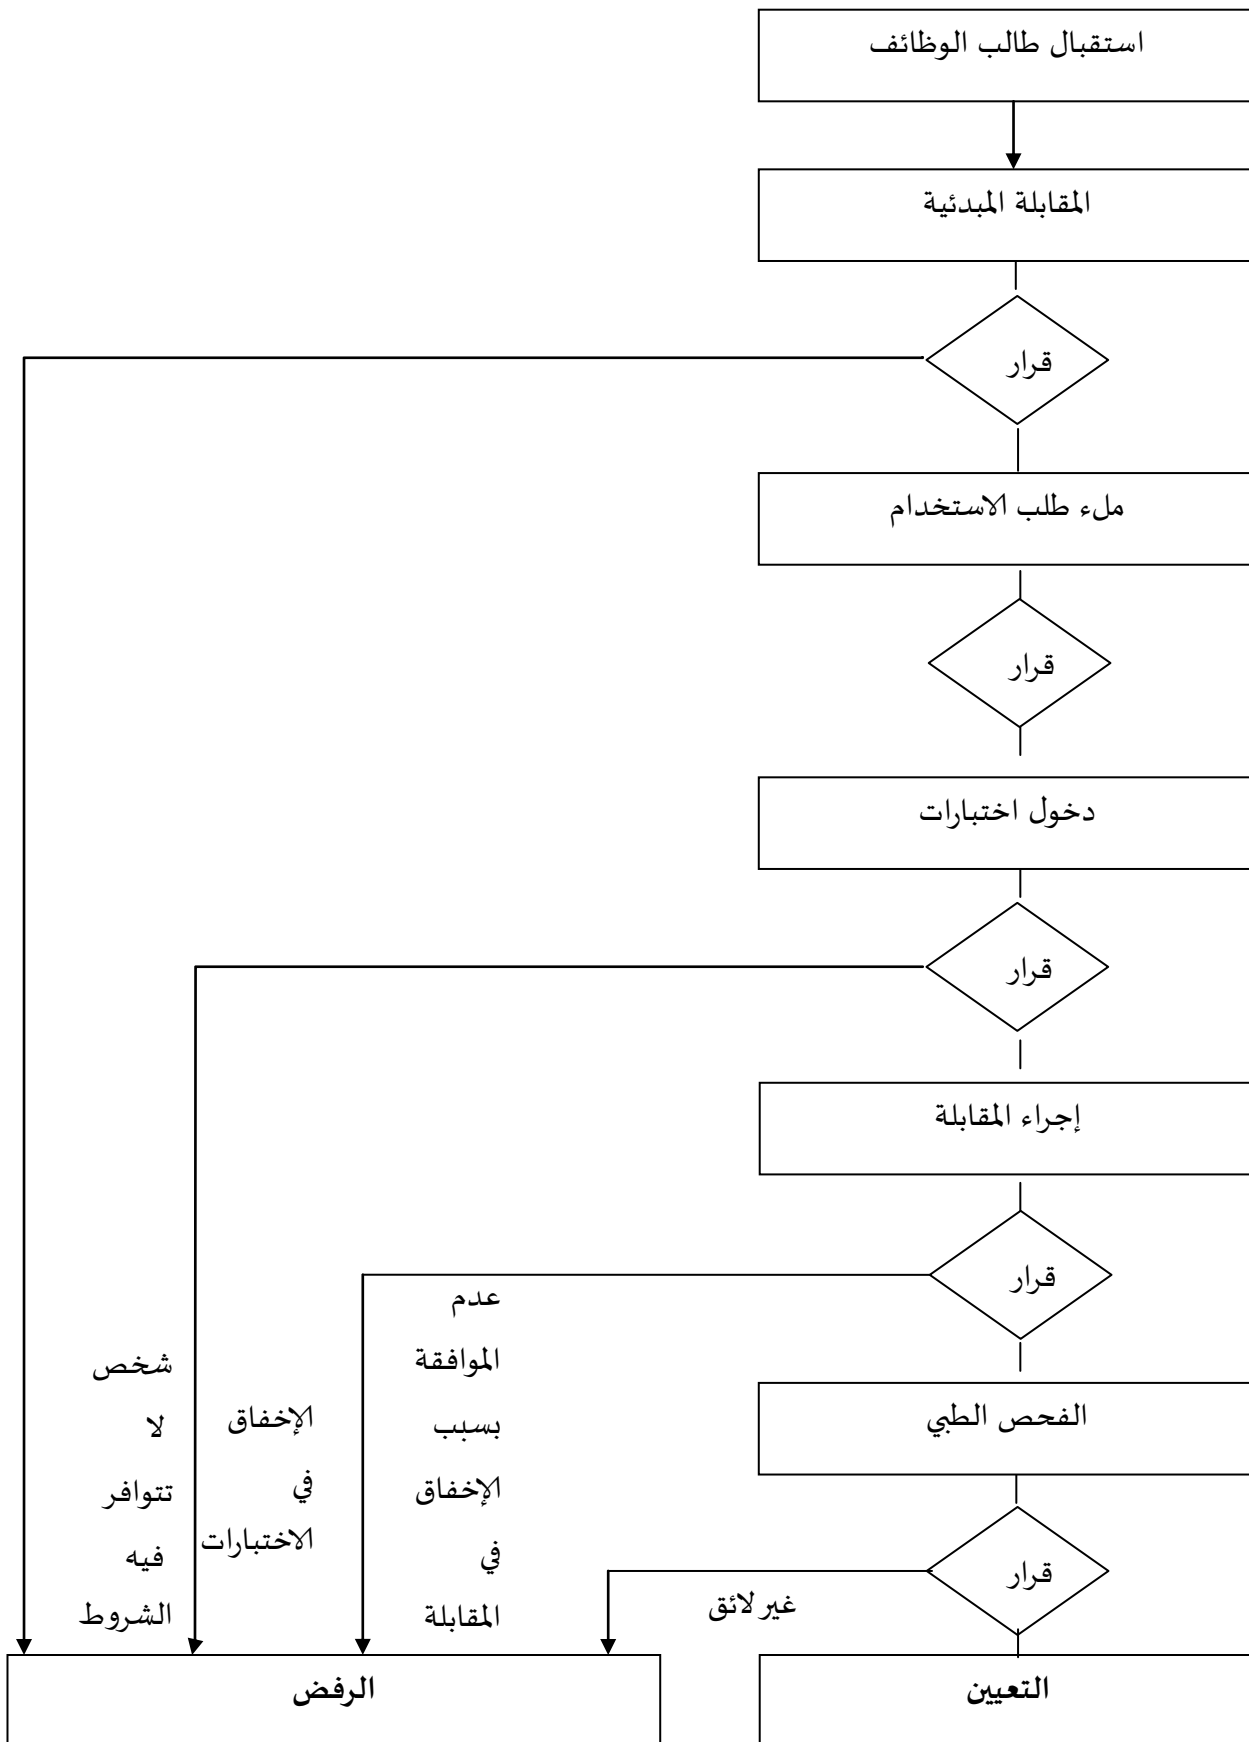 استقبال طالب الوظائف
المقابلة المبدئية
قرار
ملء طلب الاستخدام
قرار
دخول اختبارات
قرار
إجراء المقابلة
قرار
الفحص الطبي
قرار
شخص
لا
تتوافر
فيه
الشروط
الإخفاق
في
الاختبارات
عدم
الموافقة
بسبب
الإخفاق
في
المقابلة
غير لائق
التعيين
الرفض